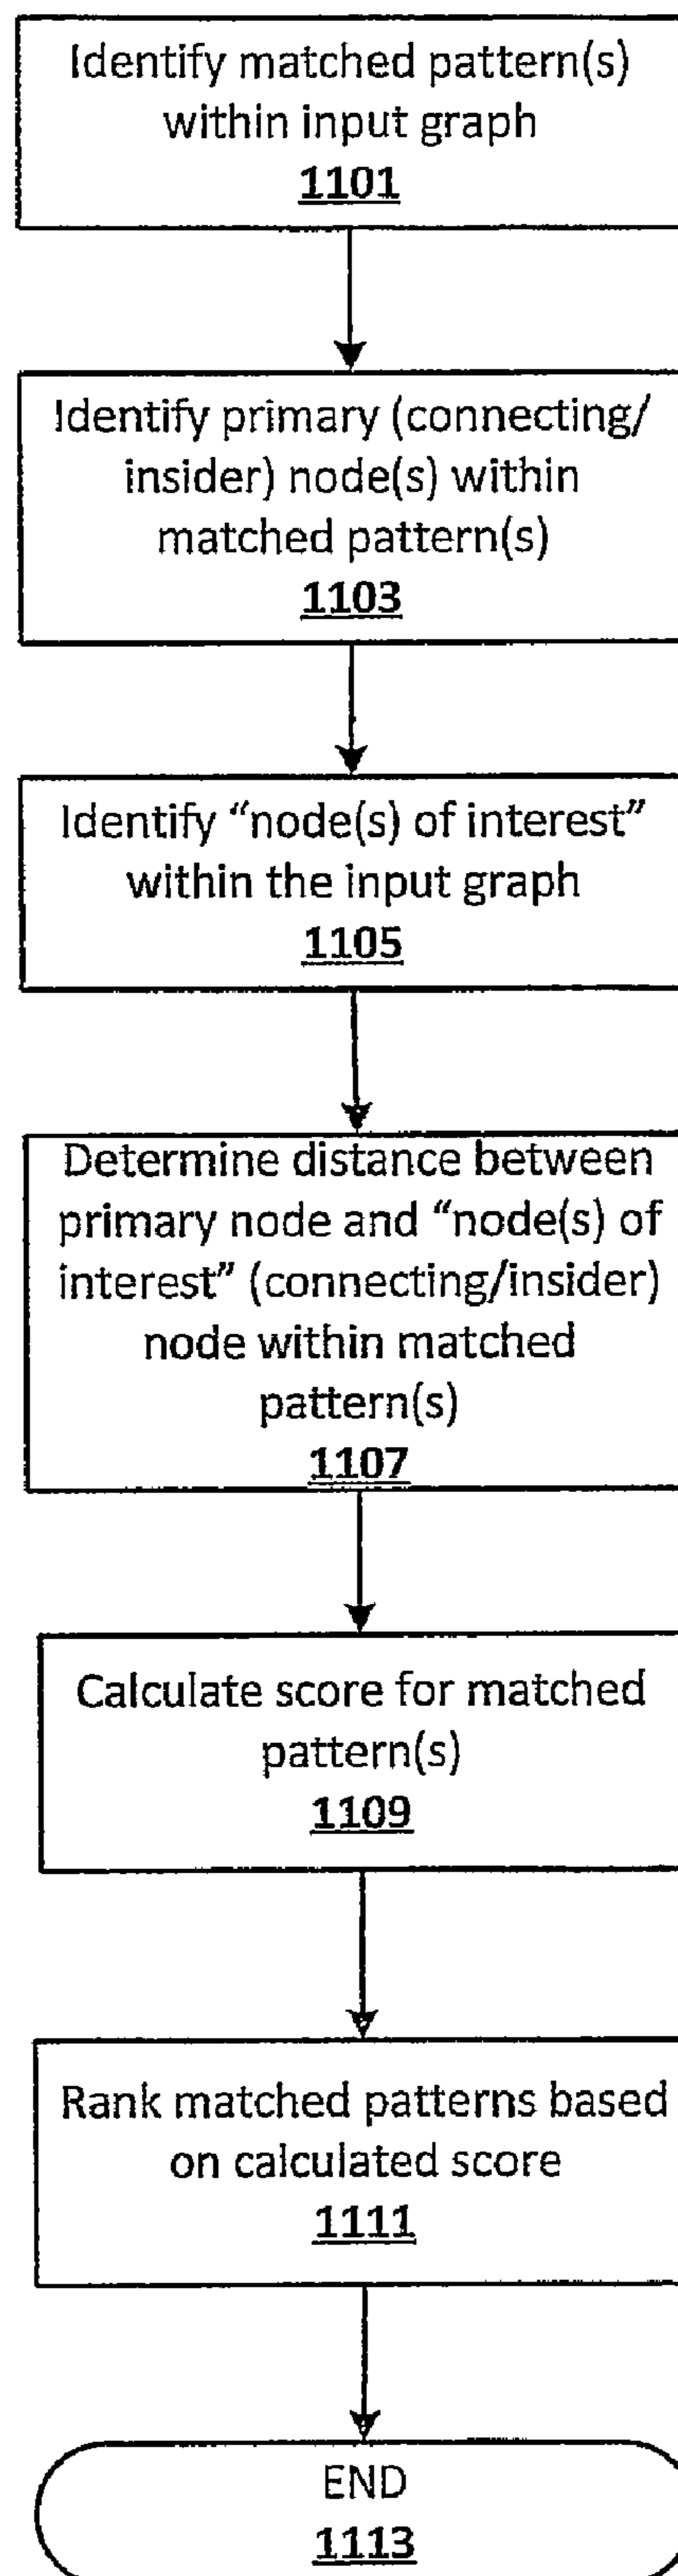 Identify matched pattern(s)
within input graph
1101
Identify primary (connecting/
insider) node(s) within
matched pattern(s)
1103
Identify “node(s) of interest”
within the input graph
1105
Determine distance between
primary node and “node(s) of
interest” (connecting/insider)
node within matched
pattern(s)
1107
Calculate score for matched
pattern(s)
1109
Rank matched patterns based
on calculated score
1111
END
1113